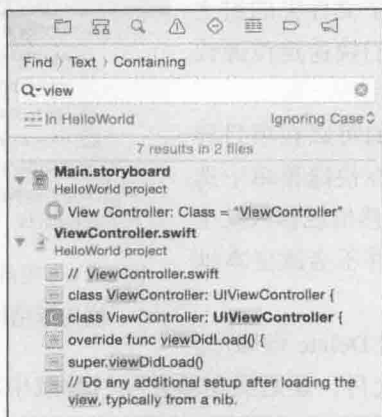 Find 〉 Text 〉 Containing
view
In HelloWorld Ignoring Case
7 results in 2 files
Main.storyboard
HelloWorld project
View Controller: Class = "ViewController"
ViewController.swift
HelloWorld project
// ViewController.swift
class ViewController: UIViewController {
class ViewController: UIViewController {
override func viewDidLoad() {
super.viewDidLoad()
// Do any additional setup after loading the
view, typically from a nib.
Delete